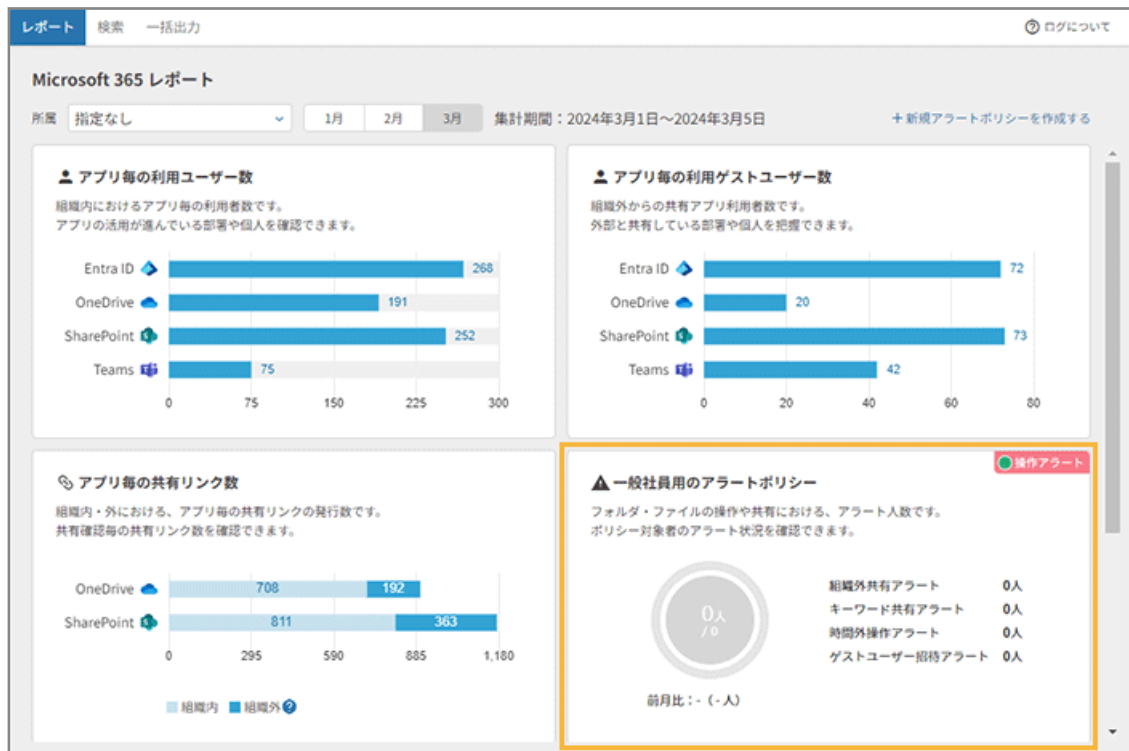 レポート 検索 一括出力 ログについて
Microsoft 365 レポート
所属 指定なし 1月 2月 3月 集計期間：2024年3月1日～2024年3月5日 +新規アラートポリシーを作成する
アプリ毎の利用ユーザー数
組織内におけるアプリ毎の利用者数です。
アプリの活用が進んでいる部署や個人を確認できます。
Entra ID 268
OneDrive 191
SharePoint 252
Teams 75
0 75 150 225 300
アプリ毎の利用ゲストユーザー数
組織外からの共有アプリ利用者数です。
外部と共有している部署や個人を把握できます。
Entra ID 72
OneDrive 20
SharePoint 73
Teams 42
0 20 40 60 80
アプリ毎の共有リンク数
組織内・外における、アプリ毎の共有リンクの発行数です。
共有確認毎の共有リンク数を確認できます。
OneDrive 708 192
SharePoint 811 363
0 295 590 885 1,180
組織内 組織外
操作アラート
一般社員用のアラートポリシー
フォルダ・ファイルの操作や共有における、アラート人数です。
ポリシー対象者のアラート状況を確認できます。
0人
/ 0
前月比：-（- 人）
組織外共有アラート 0人
キーワード共有アラート 0人
時間外操作アラート 0人
ゲストユーザー招待アラート 0人